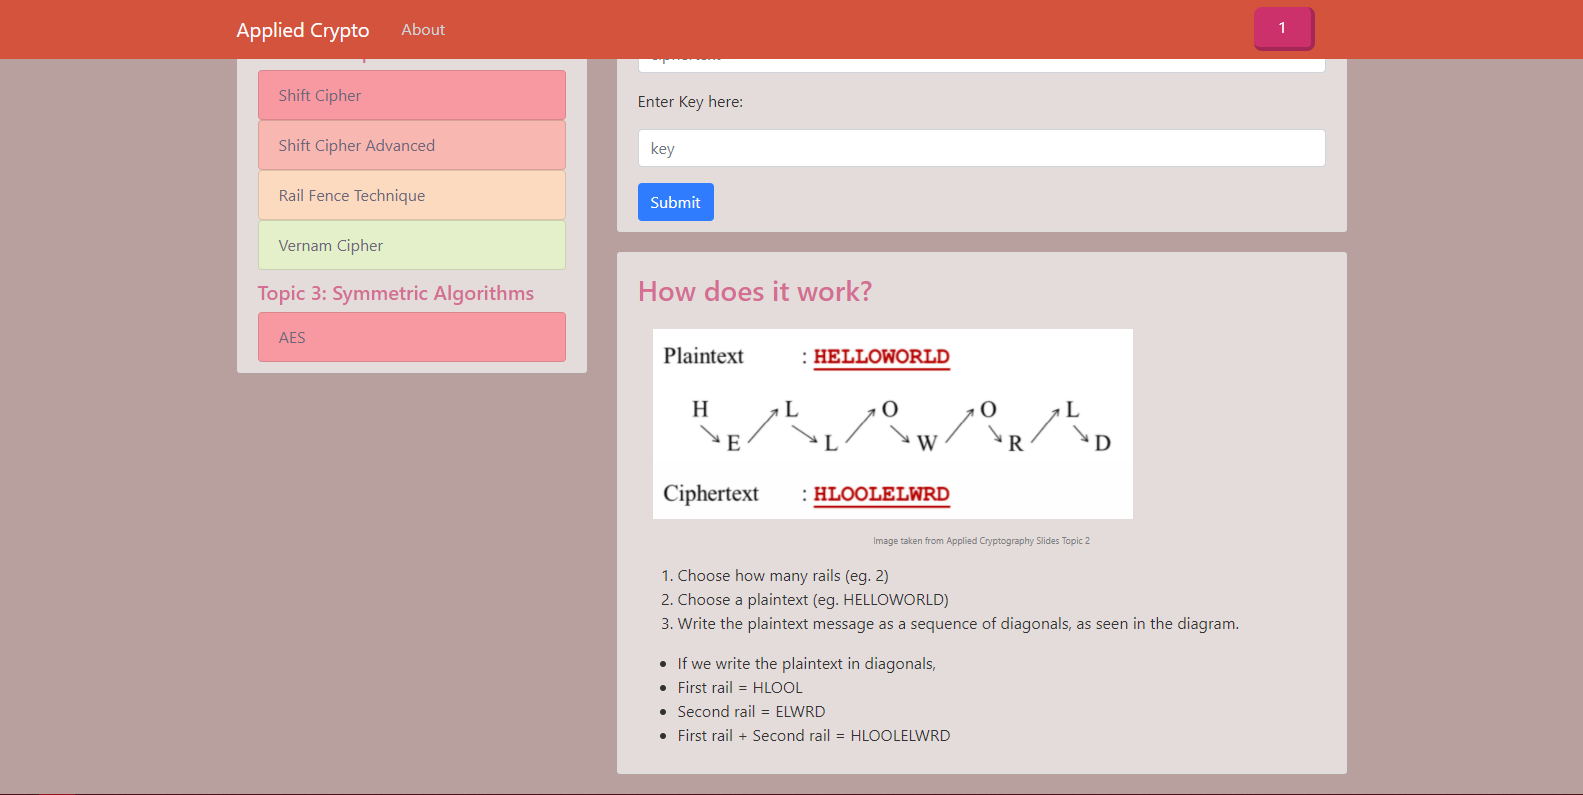 Applied Crypto
About
1
Shift Cipher
Shift Cipher Advanced
Rail Fence Technique
Vernam Cipher
Topic 3: Symmetric Algorithms
AES
Enter Key here:
key
Submit
How does it work?
Plaintext : HELLOWORLD
H L O O L
E L W R D
Ciphertext : HLOOLELWRD
Image taken from Applied Cryptography Slides Topic 2
1. Choose how many rails (eg. 2)
2. Choose a plaintext (eg. HELLOWORLD)
3. Write the plaintext message as a sequence of diagonals, as seen in the diagram.
If we write the plaintext in diagonals,
First rail = HLOOL
Second rail = ELWRD
First rail + Second rail = HLOOLELWRD